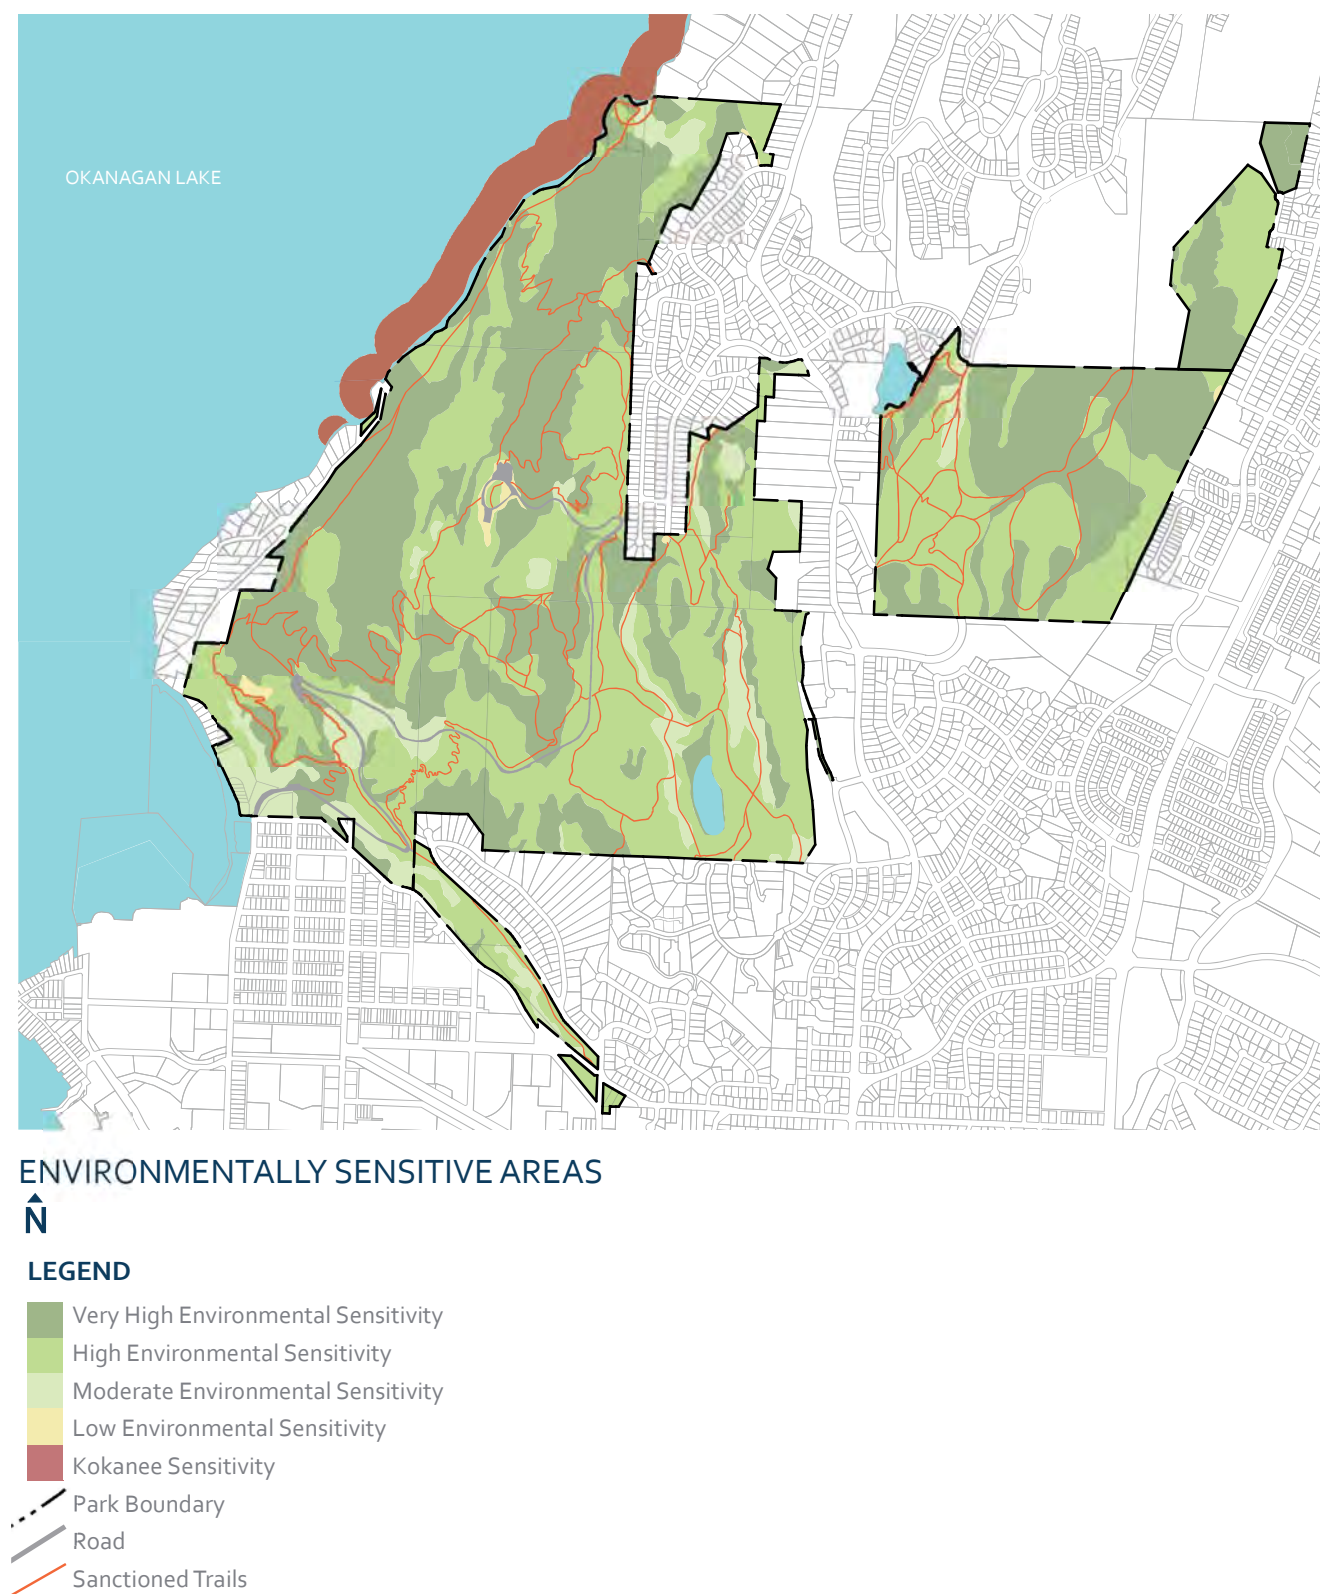 OKANAGAN LAKE
ENVIRONMENTALLY SENSITIVE AREAS
N
LEGEND
Very High Environmental Sensitivity
High Environmental Sensitivity
Moderate Environmental Sensitivity
Low Environmental Sensitivity
Kokanee Sensitivity
Park Boundary
Road
Sanctioned Trails